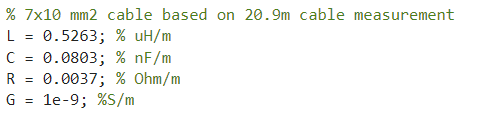 % 7x10 mm2 cable based on 20.9m cable measurement
L = 0.5263; % uH/m
C = 0.0803; % nF/m
R = 0.0037; % Ohm/m
G = 1e-9; %S/m